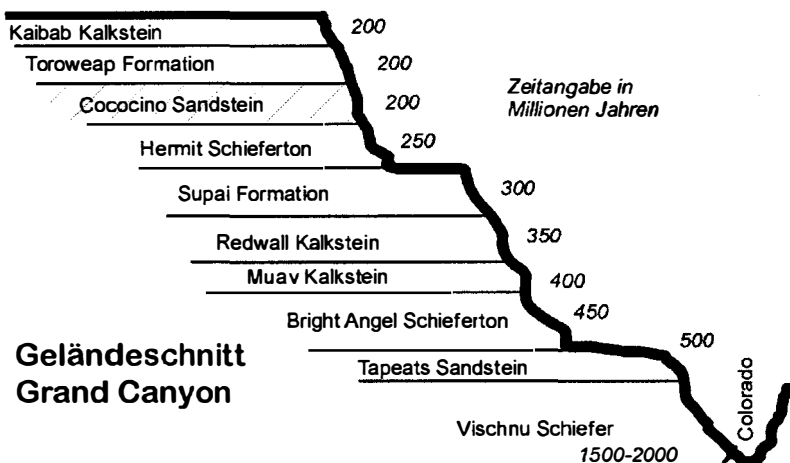 Kaibab Kalkstein
200
Toroweap Formation
200
Zeitangabe in
Millionen Jahren
Cococino Sandstein
200
Hermit Schieferton
250
Supai Formation
300
Redwall Kalkstein
350
Muav Kalkstein
400
Bright Angel Schieferton
450
Geländeschnitt
Grand Canyon
500
Tapeats Sandstein
Colorado
Vischnu Schiefer
1500-2000